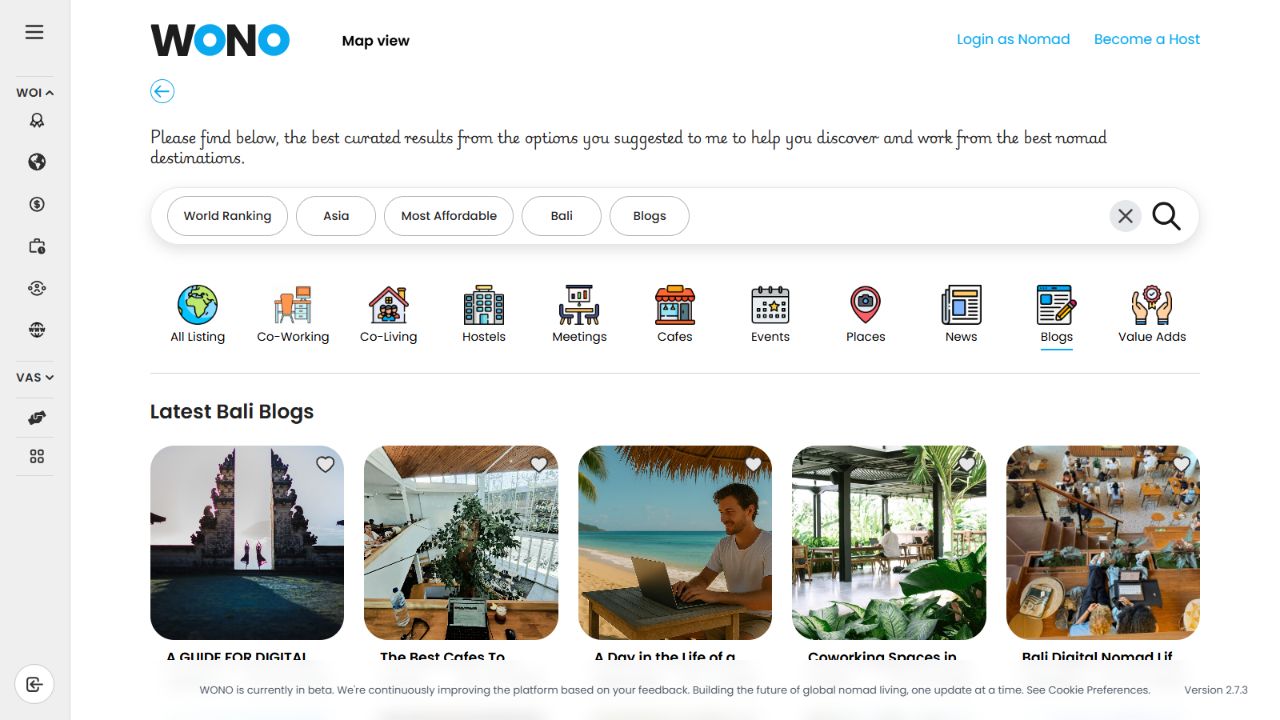 WONO
Map view
Login as Nomad
Become a Host
WOI
Please find below, the best curated results from the options you suggested to me to help you discover and work from the best nomad
destinations.
World Ranking
Asia
Most Affordable
Bali
Blogs
All Listing
Co-Working
Co-Living
Hostels
Meetings
Cafes
Events
Places
News
Blogs
Value Adds
VAS
Latest Bali Blogs
A GUIDE FOR DIGITAL
The Best Cafes To
A Day in the Life of a
Coworking Spaces in
Bali Digital Nomad Lif
WONO is currently in beta. We're continuously improving the platform based on your feedback. Building the future of global nomad living, one update at a time. See Cookie Preferences.
Version 2.7.3